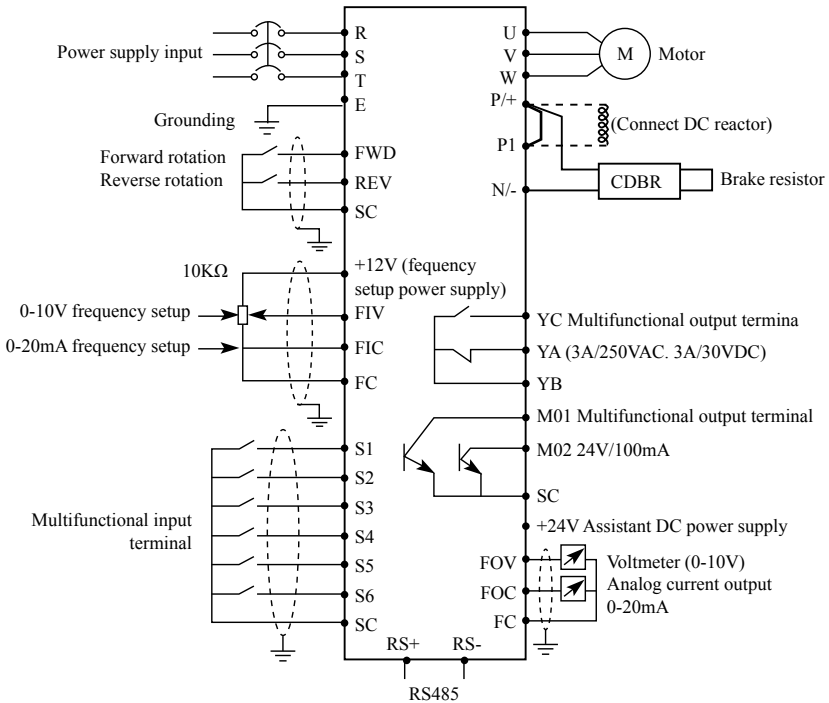 Power supply input
R
S
T
E
Grounding
Forward rotation
Reverse rotation
FWD
REV
SC
10KΩ
+12V (fequency
setup power supply)
0-10V frequency setup
FIV
0-20mA frequency setup
FIC
FC
Multifunctional input
terminal
S1
S2
S3
S4
S5
S6
SC
RS+
RS-
RS485
U
V
W
M
Motor
P/+
P1
(Connect DC reactor)
N/-
CDBR
Brake resistor
YC Multifunctional output termina
YA (3A/250VAC. 3A/30VDC)
YB
M01 Multifunctional output terminal
M02 24V/100mA
SC
+24V Assistant DC power supply
FOV
Voltmeter (0-10V)
FOC
Analog current output
0-20mA
FC